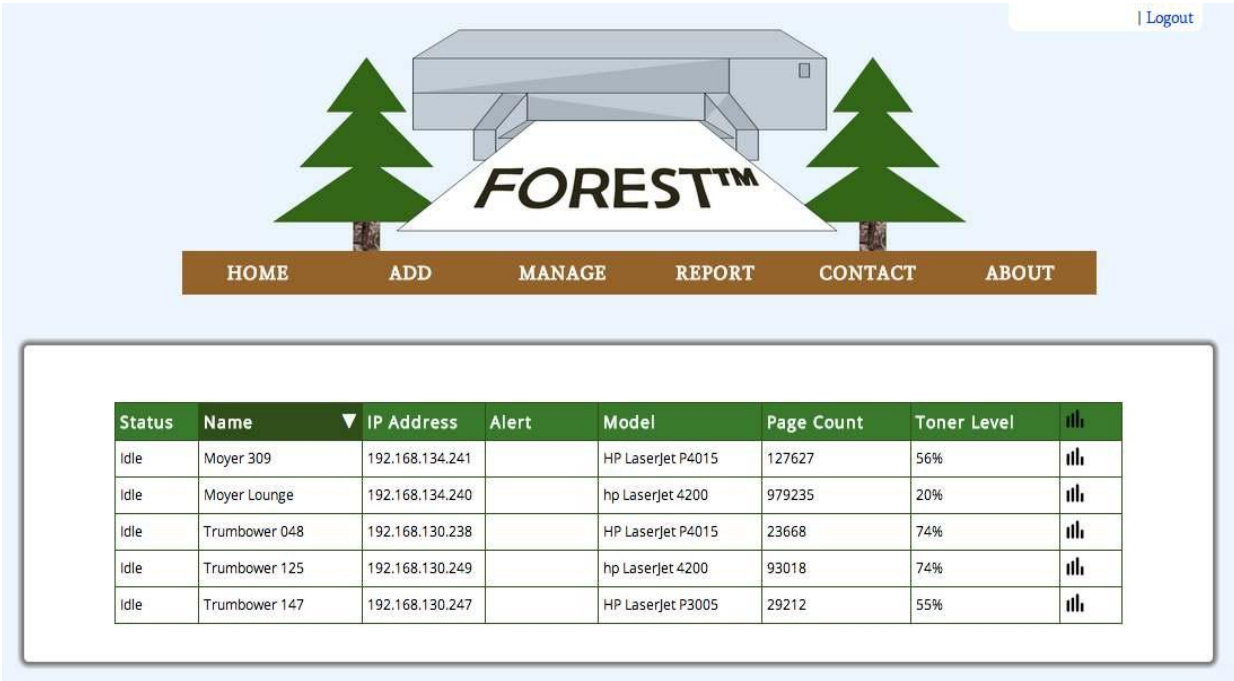 | Logout
FOREST™
HOME ADD MANAGE REPORT CONTACT ABOUT
Status Name ▼ IP Address Alert Model Page Count Toner Level
Idle Moyer 309 192.168.134.241 HP LaserJet P4015 127627 56%
Idle Moyer Lounge 192.168.134.240 hp LaserJet 4200 979235 20%
Idle Trumbower 048 192.168.130.238 HP LaserJet P4015 23668 74%
Idle Trumbower 125 192.168.130.249 hp LaserJet 4200 93018 74%
Idle Trumbower 147 192.168.130.247 HP LaserJet P3005 29212 55%